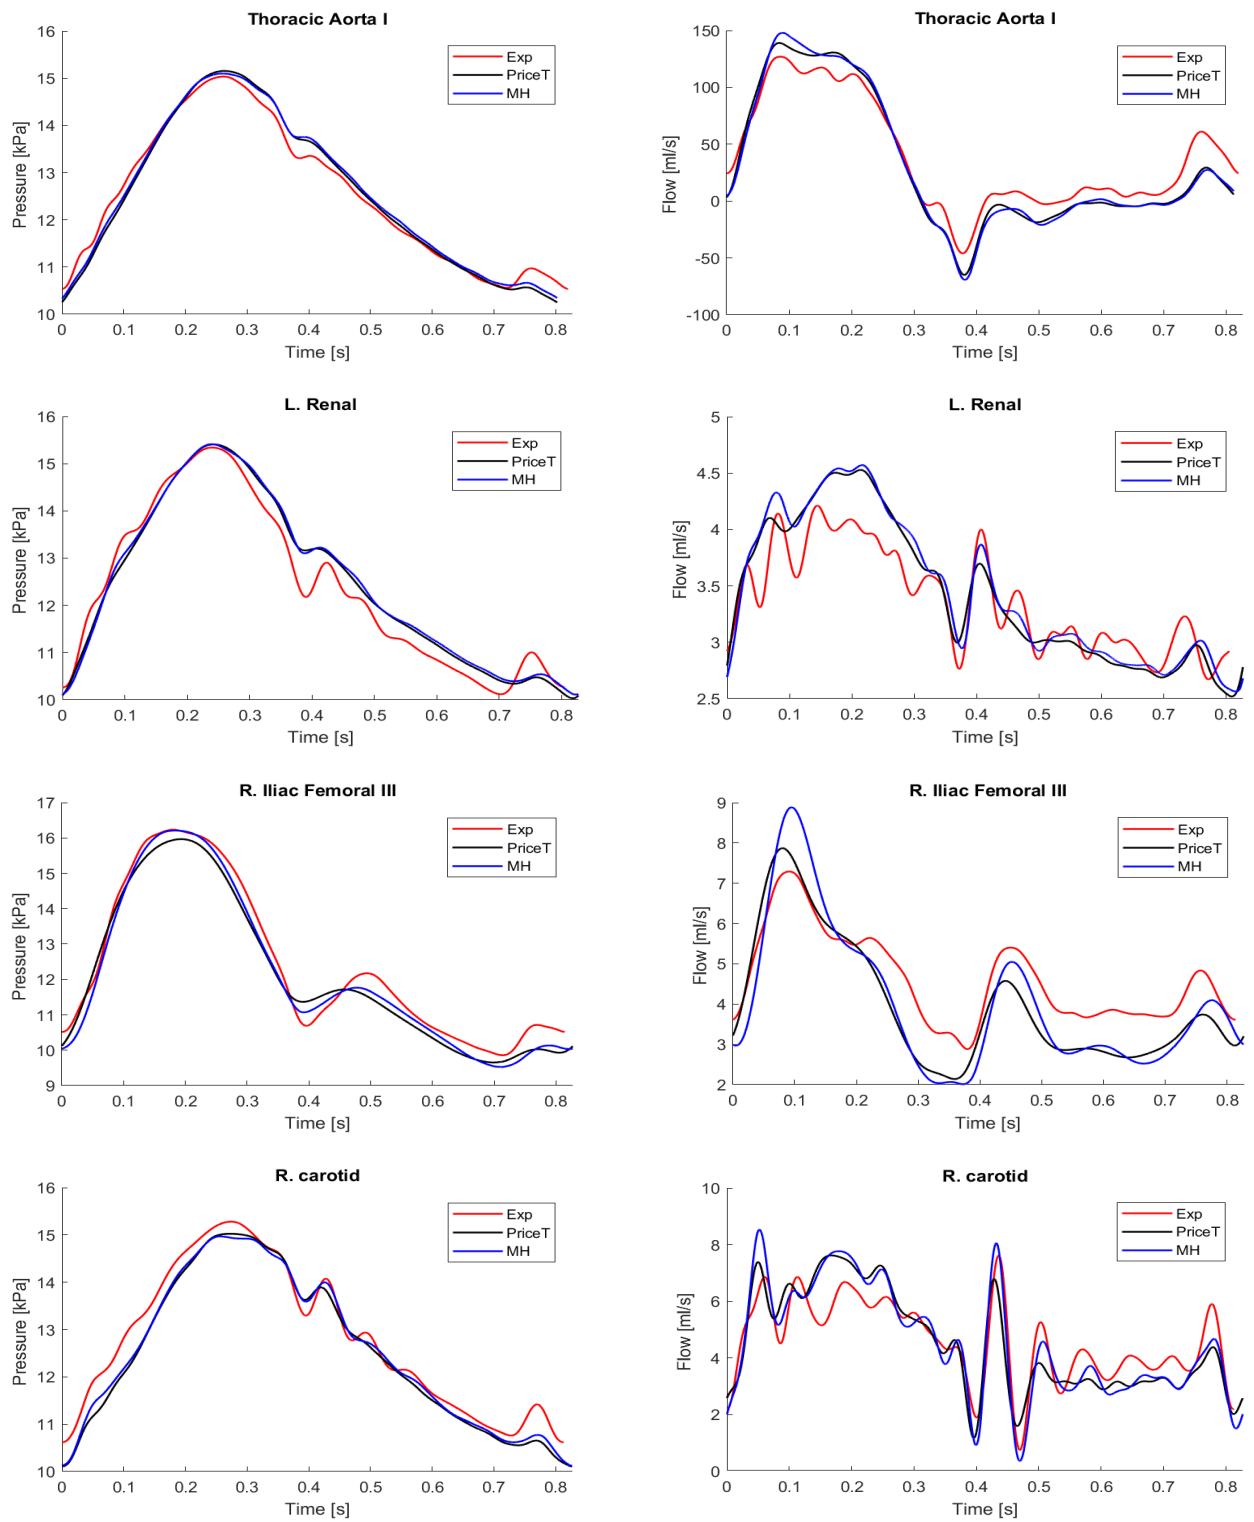 Thoracic Aorta I
16
15
14
13
12
11
10
Pressure [kPa]
Exp
PriceT
MH
0 0.1 0.2 0.3 0.4 0.5 0.6 0.7 0.8
Time [s]
Thoracic Aorta I
150
100
50
0
-50
-100
Flow [ml/s]
Exp
PriceT
MH
0 0.1 0.2 0.3 0.4 0.5 0.6 0.7 0.8
Time [s]
L. Renal
16
15
14
13
12
11
10
Pressure [kPa]
Exp
PriceT
MH
0 0.1 0.2 0.3 0.4 0.5 0.6 0.7 0.8
Time [s]
L. Renal
5
4.5
4
3.5
3
2.5
Flow [ml/s]
Exp
PriceT
MH
0 0.1 0.2 0.3 0.4 0.5 0.6 0.7 0.8
Time [s]
R. Iliac Femoral III
17
16
15
14
13
12
11
10
9
Pressure [kPa]
Exp
PriceT
MH
0 0.1 0.2 0.3 0.4 0.5 0.6 0.7 0.8
Time [s]
R. Iliac Femoral III
9
8
7
6
5
4
3
2
Flow [ml/s]
Exp
PriceT
MH
0 0.1 0.2 0.3 0.4 0.5 0.6 0.7 0.8
Time [s]
R. carotid
16
15
14
13
12
11
10
Pressure [kPa]
Exp
PriceT
MH
0 0.1 0.2 0.3 0.4 0.5 0.6 0.7 0.8
Time [s]
R. carotid
10
8
6
4
2
0
Flow [ml/s]
Exp
PriceT
MH
0 0.1 0.2 0.3 0.4 0.5 0.6 0.7 0.8
Time [s]